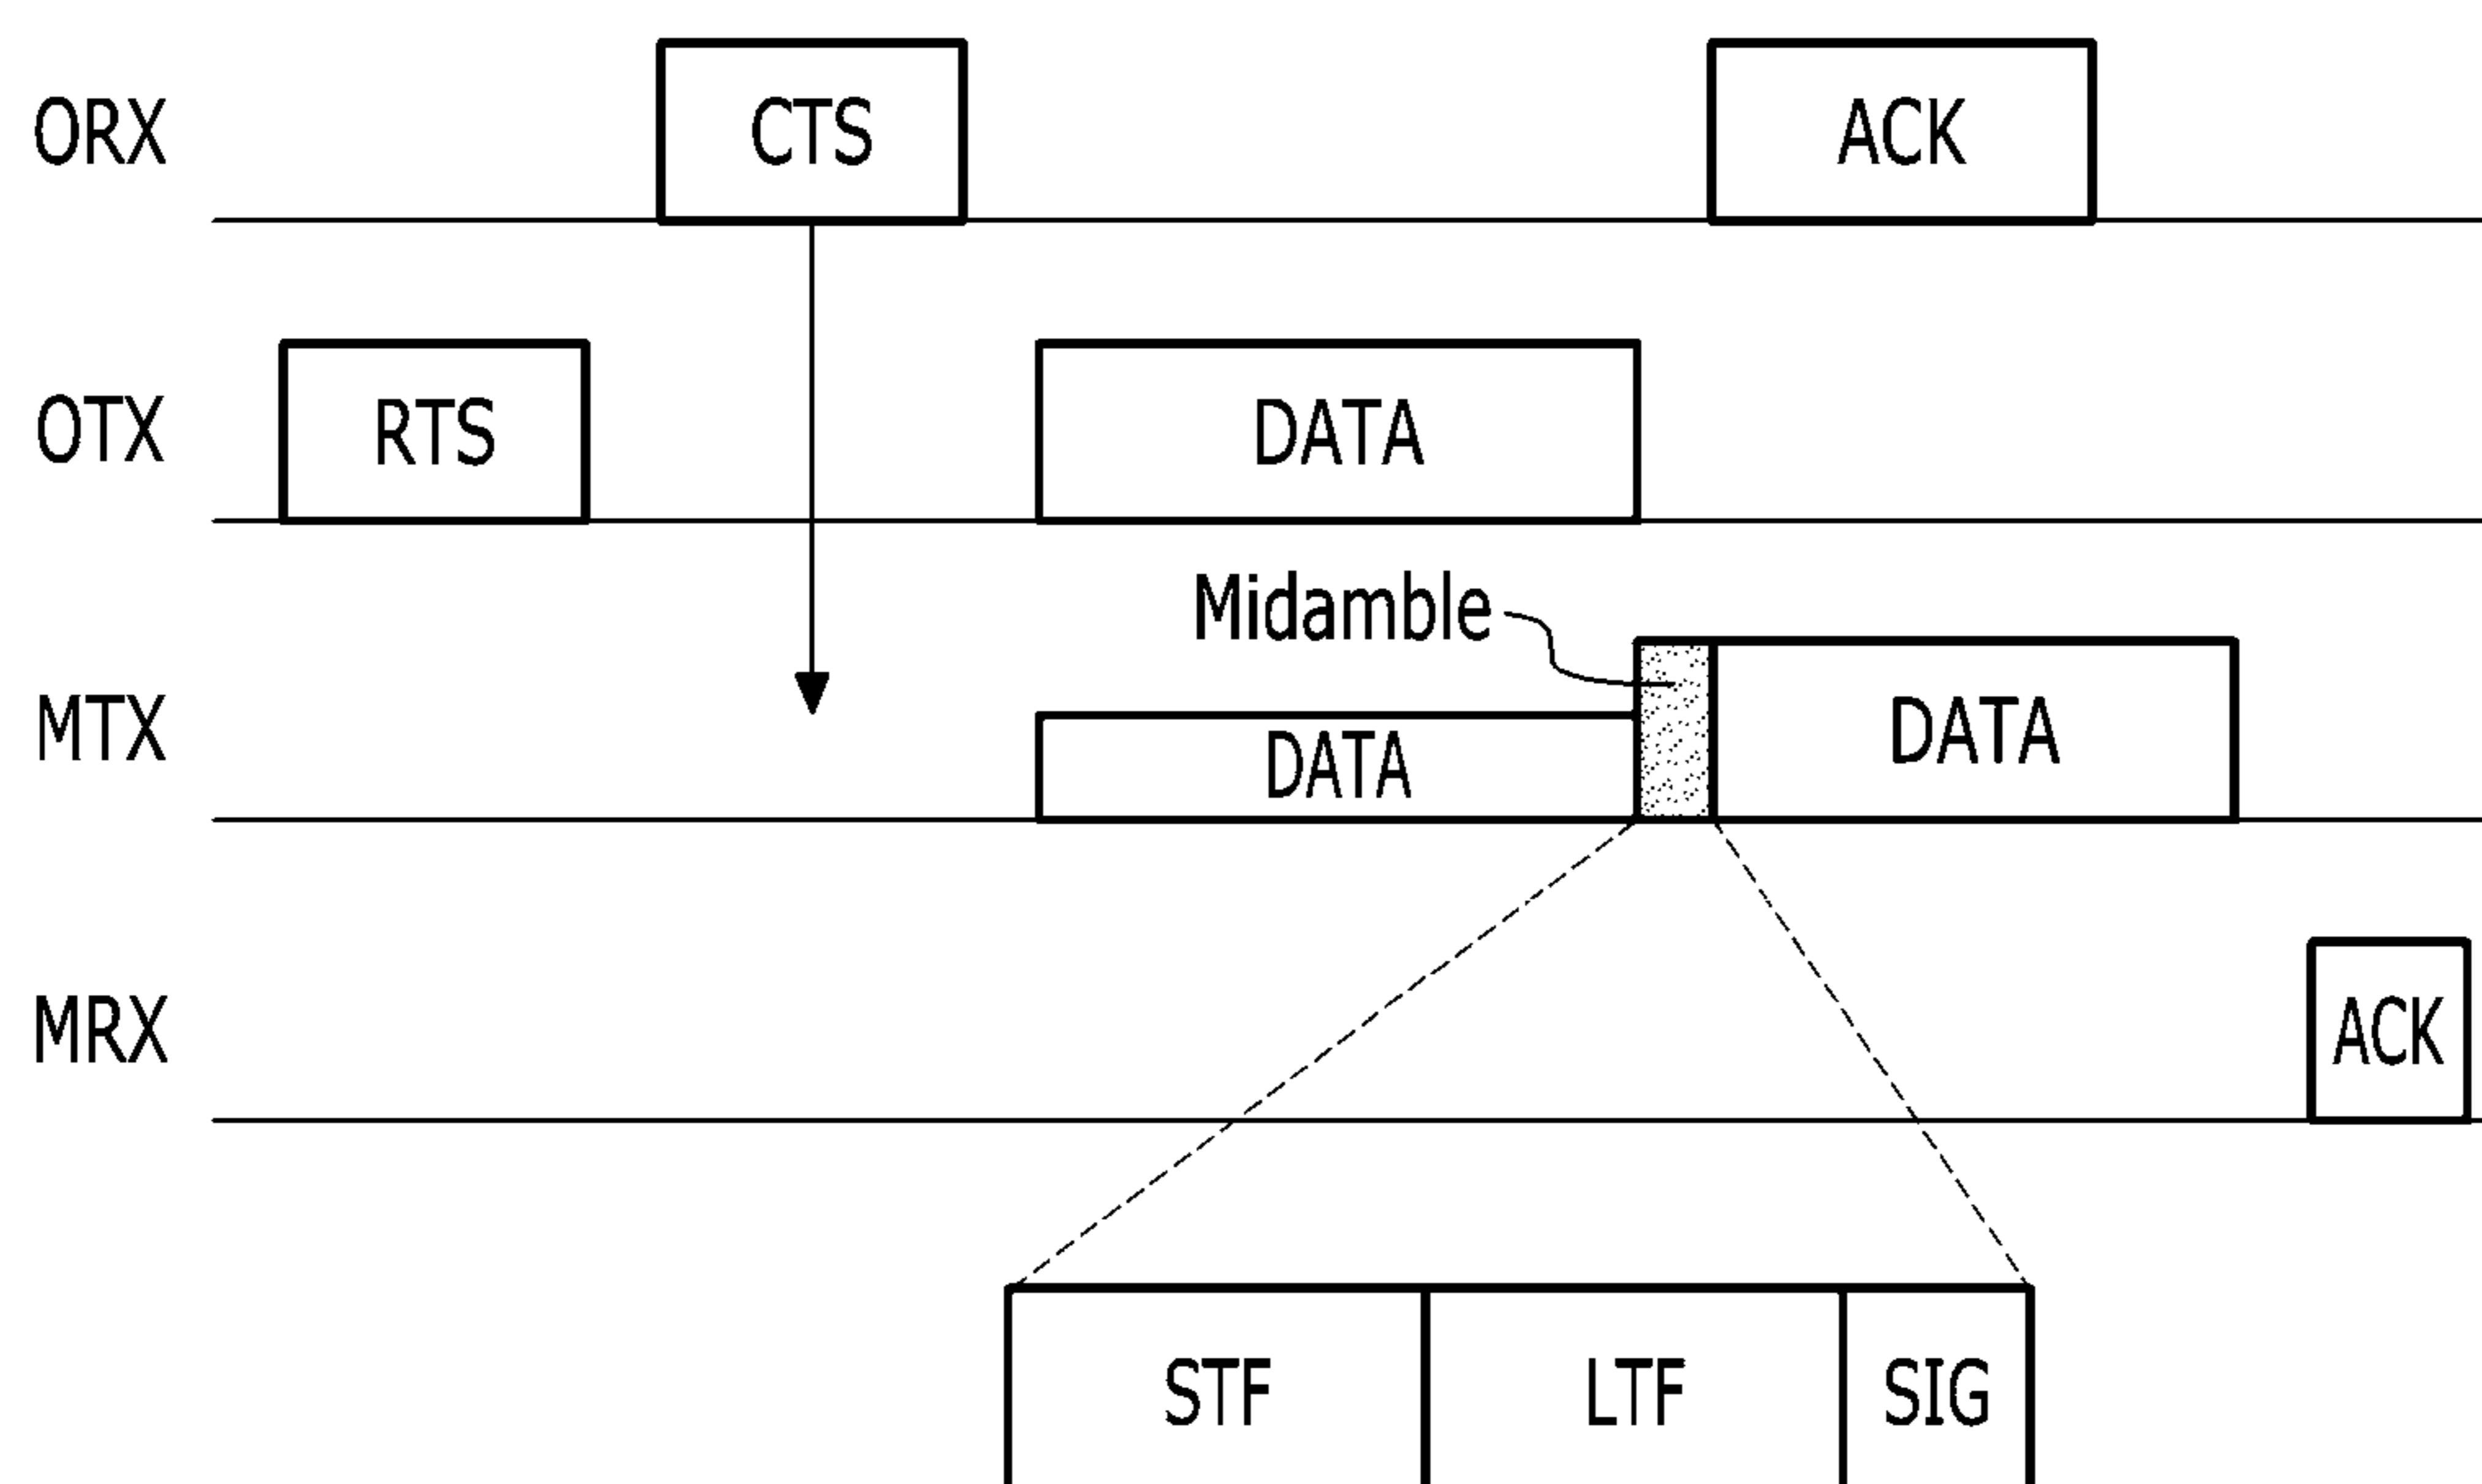 ORX CTS ACK
OTX RTS DATA
Midamble
MTX DATA DATA
MRX ACK
STF LTF SIG